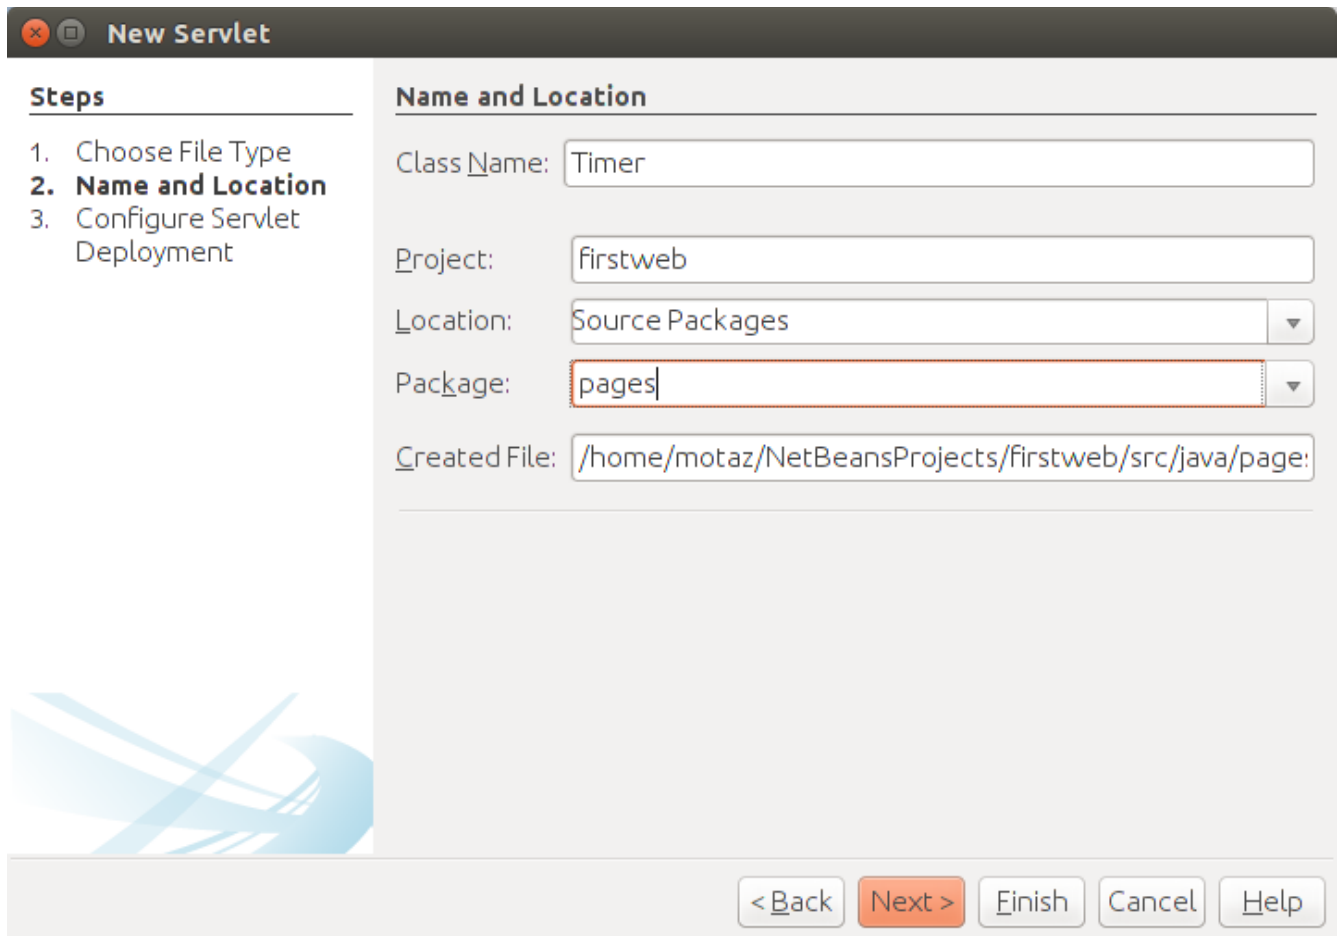 New Servlet
Steps
1. Choose File Type
2. Name and Location
3. Configure Servlet
Deployment
Name and Location
Class Name: Timer
Project: firstweb
Location: Source Packages
Package: pages
Created File: /home/motaz/NetBeansProjects/firstweb/src/java/pages
< Back Next > Finish Cancel Help